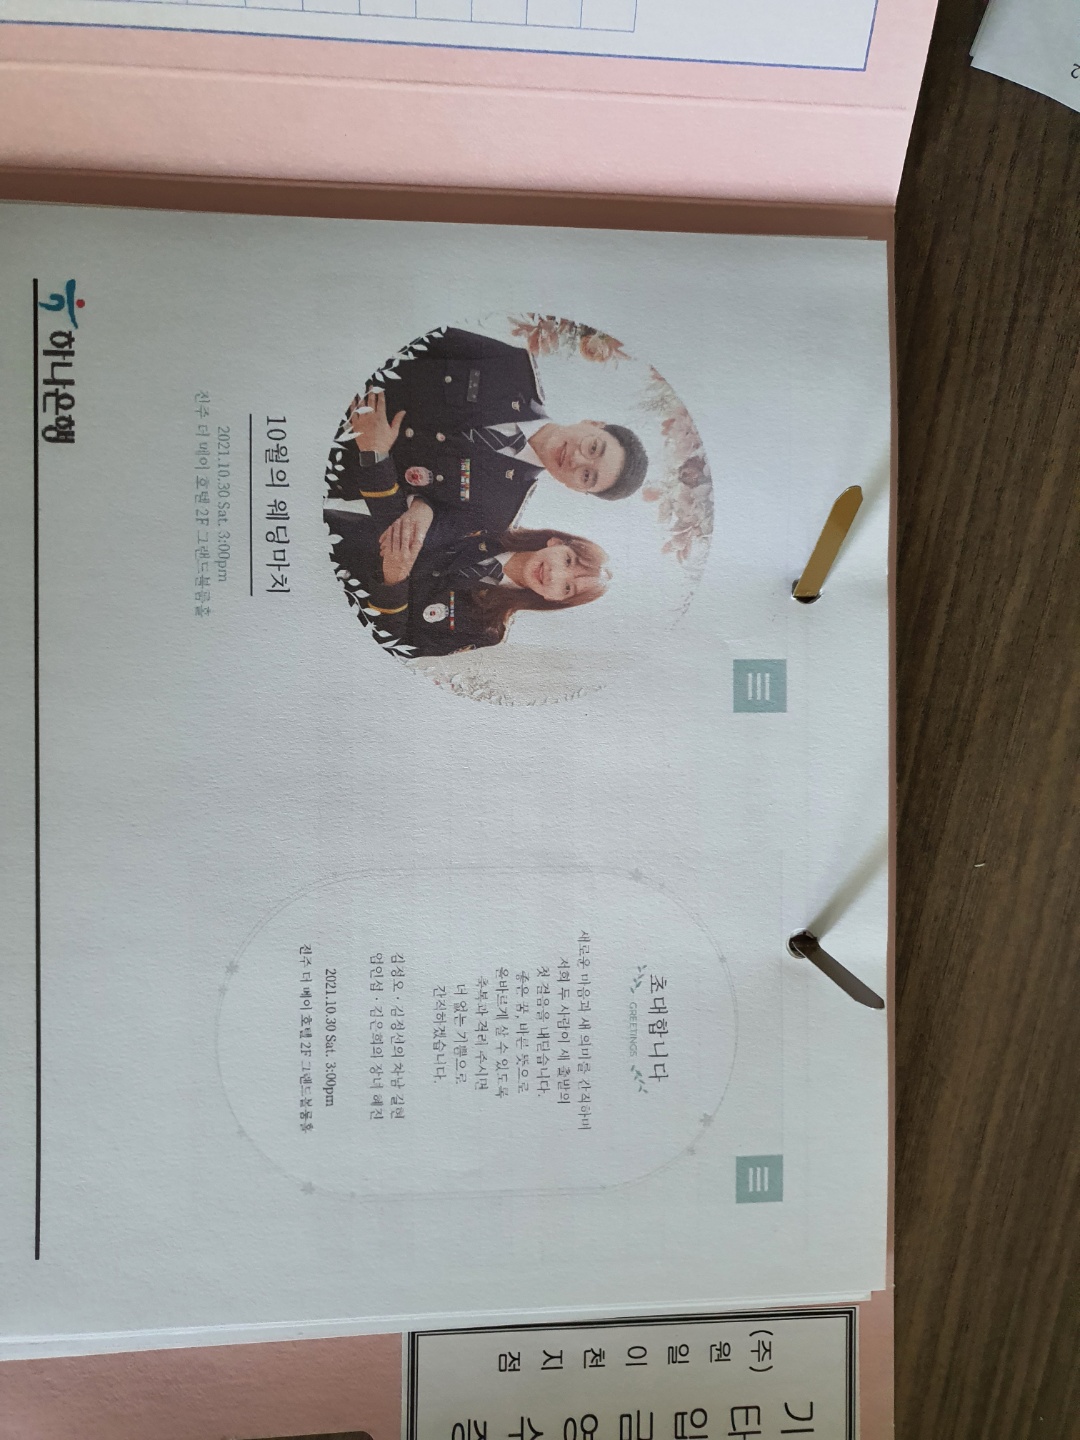 10월의 웨딩마치
2021.10.30 Sat. 3:00pm
진주 더 메이 호텔 2F 그랜드볼룸홀
초대합니다
GREETINGS
새로운 마음과 새 의미를 간직하며
저희 두 사람이 새 출발의
첫 걸음을 내딛습니다.
좋은 꿈, 바른 뜻으로
올바르게 살 수 있도록
축복과 격려 주시면
더 없는 기쁨으로
간직하겠습니다.
김정오 · 김정선의 차남 길현
엄인섭 · 김은희의 장녀 혜진
2021.10.30 Sat. 3:00pm
진주 더 메이 호텔 2F 그랜드볼룸홀
하나은행
(주)원일이천지점
기타입금영수증
2